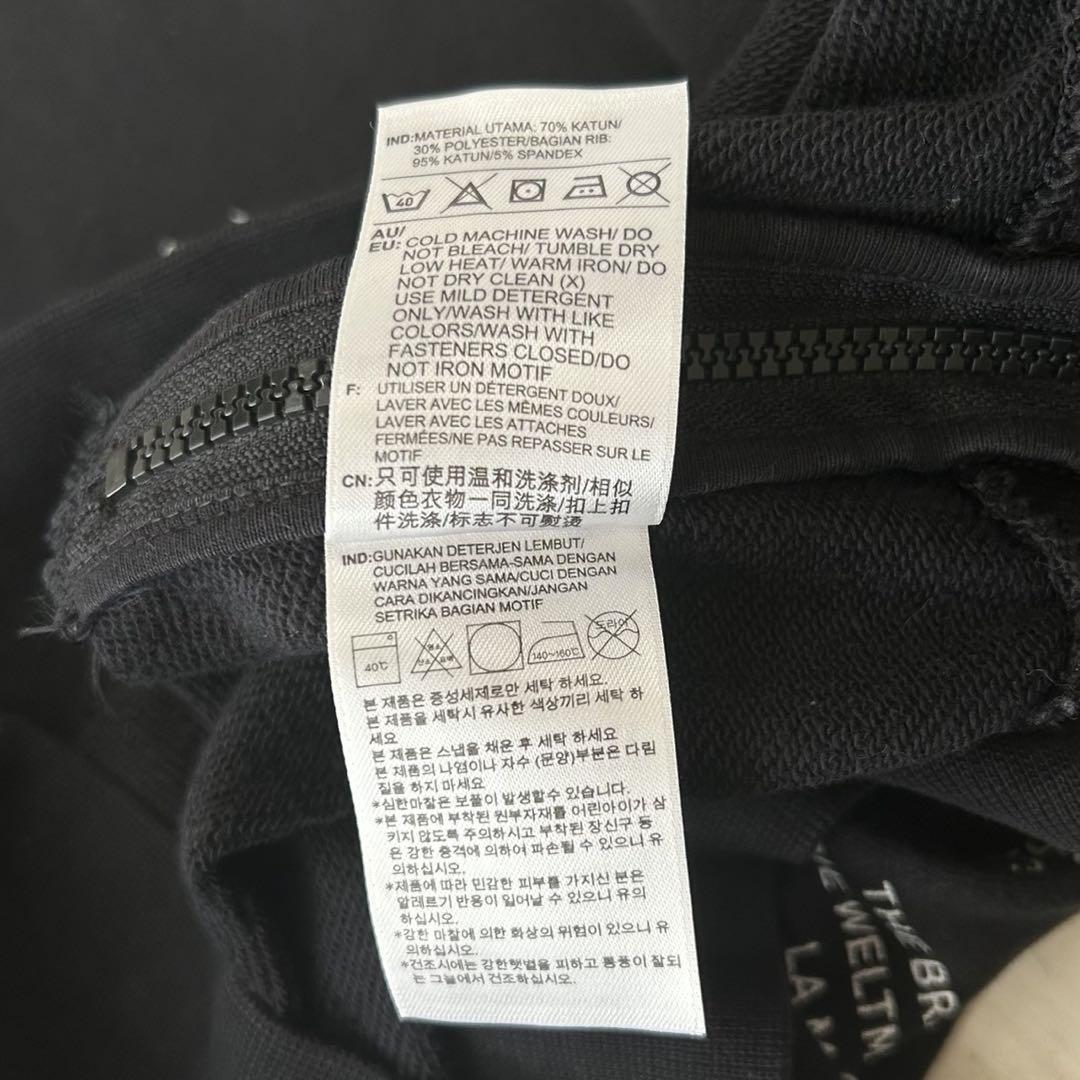 IND:MATERIAL UTAMA: 70% KATUN/
30% POLYESTER/BAGIAN RIB:
95% KATUN/5% SPANDEX
40
AU/
EU: COLD MACHINE WASH/ DO
NOT BLEACH/ TUMBLE DRY
LOW HEAT/ WARM IRON/ DO
NOT DRY CLEAN (X)
USE MILD DETERGENT
ONLY/WASH WITH LIKE
COLORS/WASH WITH
FASTENERS CLOSED/DO
NOT IRON MOTIF
F: UTILISER UN DÉTERGENT DOUX/
LAVER AVEC LES MÊMES COULEURS/
LAVER AVEC LES ATTACHES
FERMÉES/NE PAS REPASSER SUR LE
MOTIF
CN:只可使用温和洗涤剂/相似
颜色衣物一同洗涤/扣上扣
件洗涤/标志不可熨烫
IND:GUNAKAN DETERJEN LEMBUT/
CUCILAH BERSAMA-SAMA DENGAN
WARNA YANG SAMA/CUCI DENGAN
CARA DIKANCINGKAN/JANGAN
SETRIKA BAGIAN MOTIF
40℃ 염소 산소 표백 140~160℃ 드라이
본 제품은 중성세제로만 세탁 하세요.
본 제품을 세탁시 유사한 색상끼리 세탁 하
세요
본 제품은 스냅을 채운 후 세탁 하세요
본 제품의 나염이나 자수 (문양)부분은 다림
질을 하지 마세요
*심한마찰은 보풀이 발생할수 있습니다.
*본 제품에 부착된 원부자재를 어린아이가 삼
키지 않도록 주의하시고 부착된 장신구 등
은 강한 충격에 의하여 파손될 수 있으니 유
의하십시오.
*제품에 따라 민감한 피부를 가지신 분은
알레르기 반응이 일어날 수 있으니 유의
하십시오.
*강한 마찰에 의한 화상의 위험이 있으니 유
의하십시오.
*건조시에는 강한햇볕을 피하고 통풍이 잘되
는 그늘에서 건조하십시오.
THE BR
WELTM
LA M